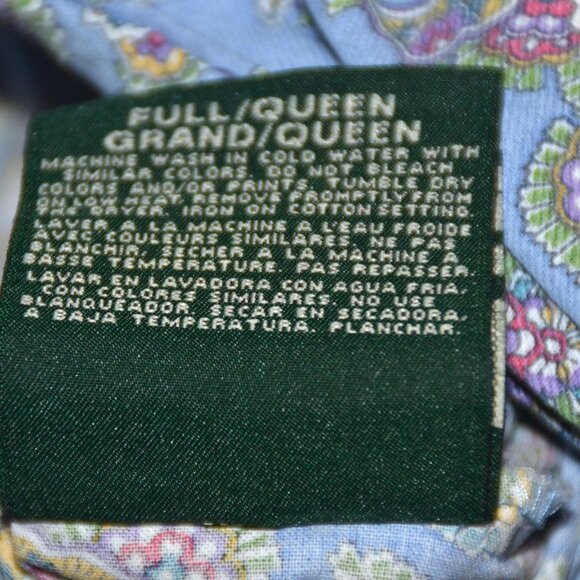 FULL/QUEEN
GRAND/QUEEN
MACHINE WASH IN COLD WATER WITH
SIMILAR COLORS. DO NOT BLEACH
COLORS AND/OR PRINTS. TUMBLE DRY
ON LOW HEAT. REMOVE PROMPTLY FROM
THE DRYER. IRON ON COTTON SETTING.
LAVER A LA MACHINE A L'EAU FROIDE
AVEC COULEURS SIMILAIRES. NE PAS
BLANCHIR. SECHER A LA MACHINE A
BASSE TEMPERATURE. PAS REPASSER.
LAVAR EN LAVADORA CON AGUA FRIA,
CON COLORES SIMILARES. NO USE
BLANQUEADOR. SECAR EN SECADORA,
A BAJA TEMPERATURA. PLANCHAR.